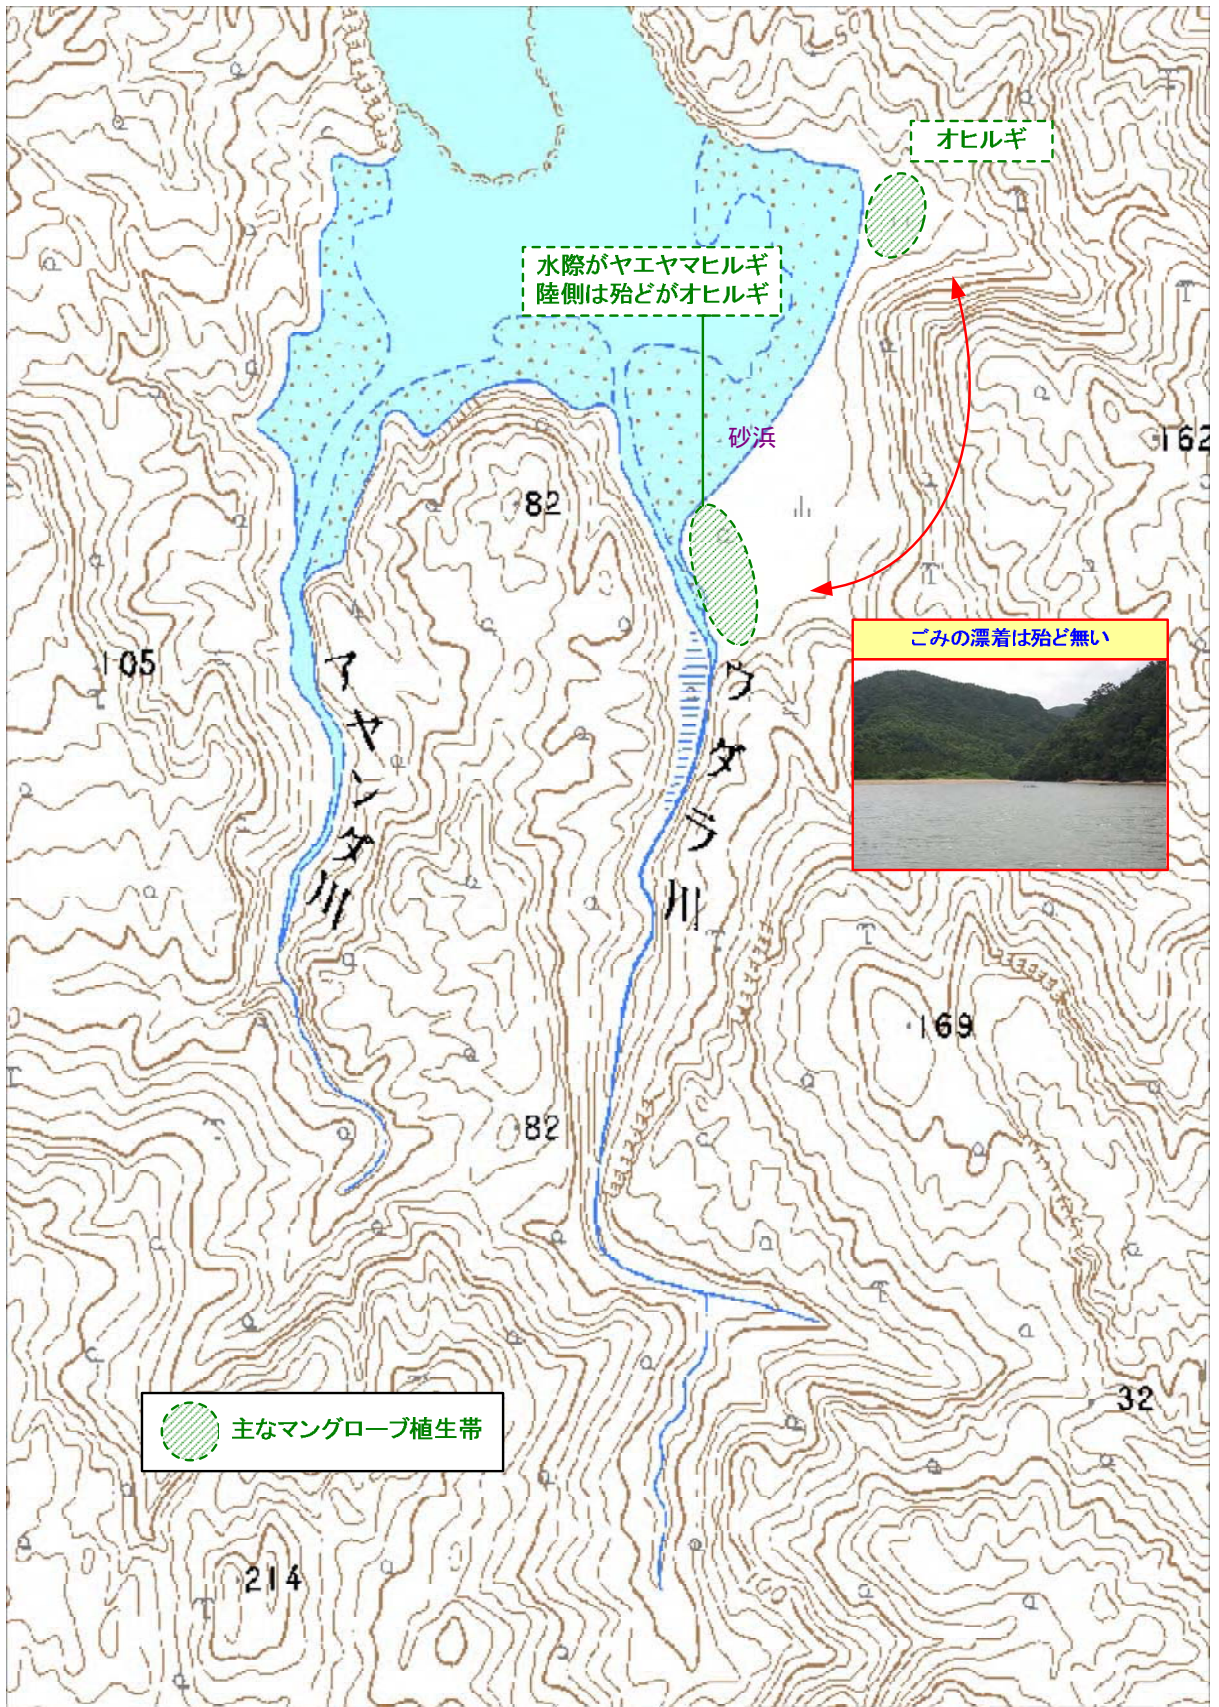 オヒルギ
水際がヤエヤマヒルギ
陸側は殆どがオヒルギ
砂浜
162
82
105
マヤンダ川
ウダラ川
ごみの漂着は殆ど無い
169
82
32
主なマングローブ植生帯
214
100